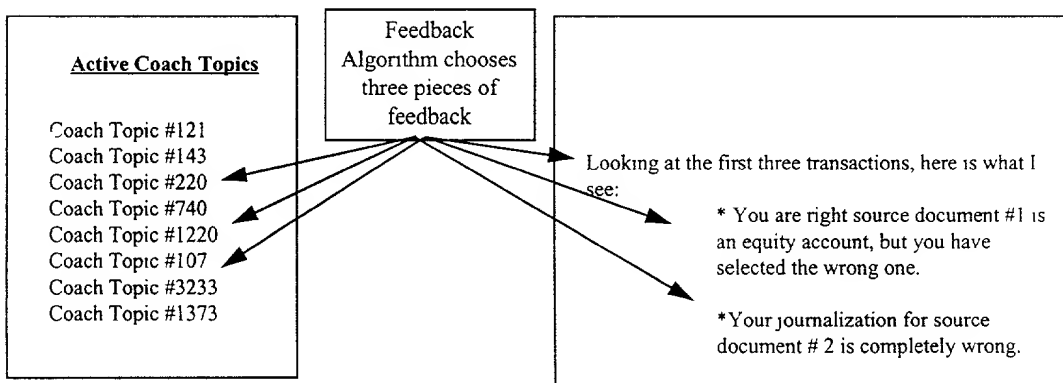 Active Coach Topics
Coach Topic #121
Coach Topic #143
Coach Topic #220
Coach Topic #740
Coach Topic #1220
Coach Topic #107
Coach Topic #3233
Coach Topic #1373
Feedback
Algorithm chooses
three pieces of
feedback
Looking at the first three transactions, here is what I
see:
* You are right source document #1 is
an equity account, but you have
selected the wrong one.
*Your journalization for source
document # 2 is completely wrong.